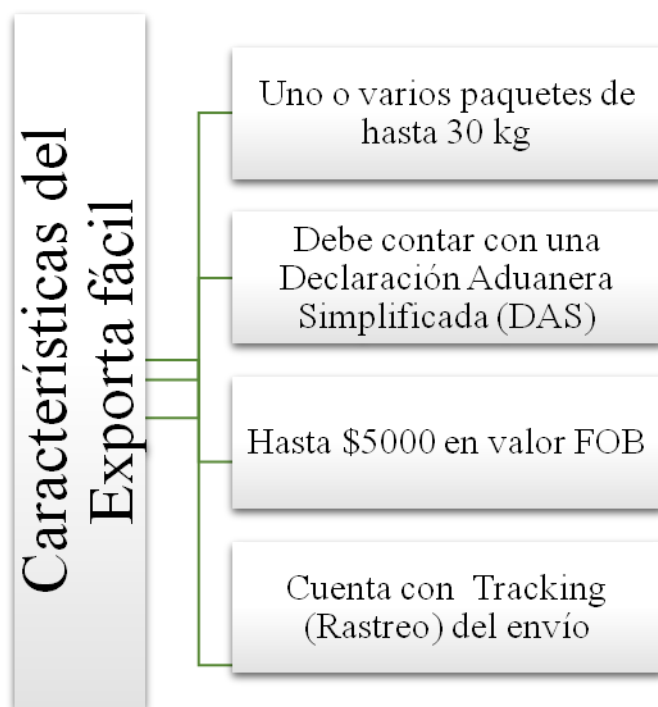 Características del
Exporta fácil
Uno o varios paquetes de
hasta 30 kg
Debe contar con una
Declaración Aduanera
Simplificada (DAS)
Hasta $5000 en valor FOB
Cuenta con  Tracking
(Rastreo) del envío